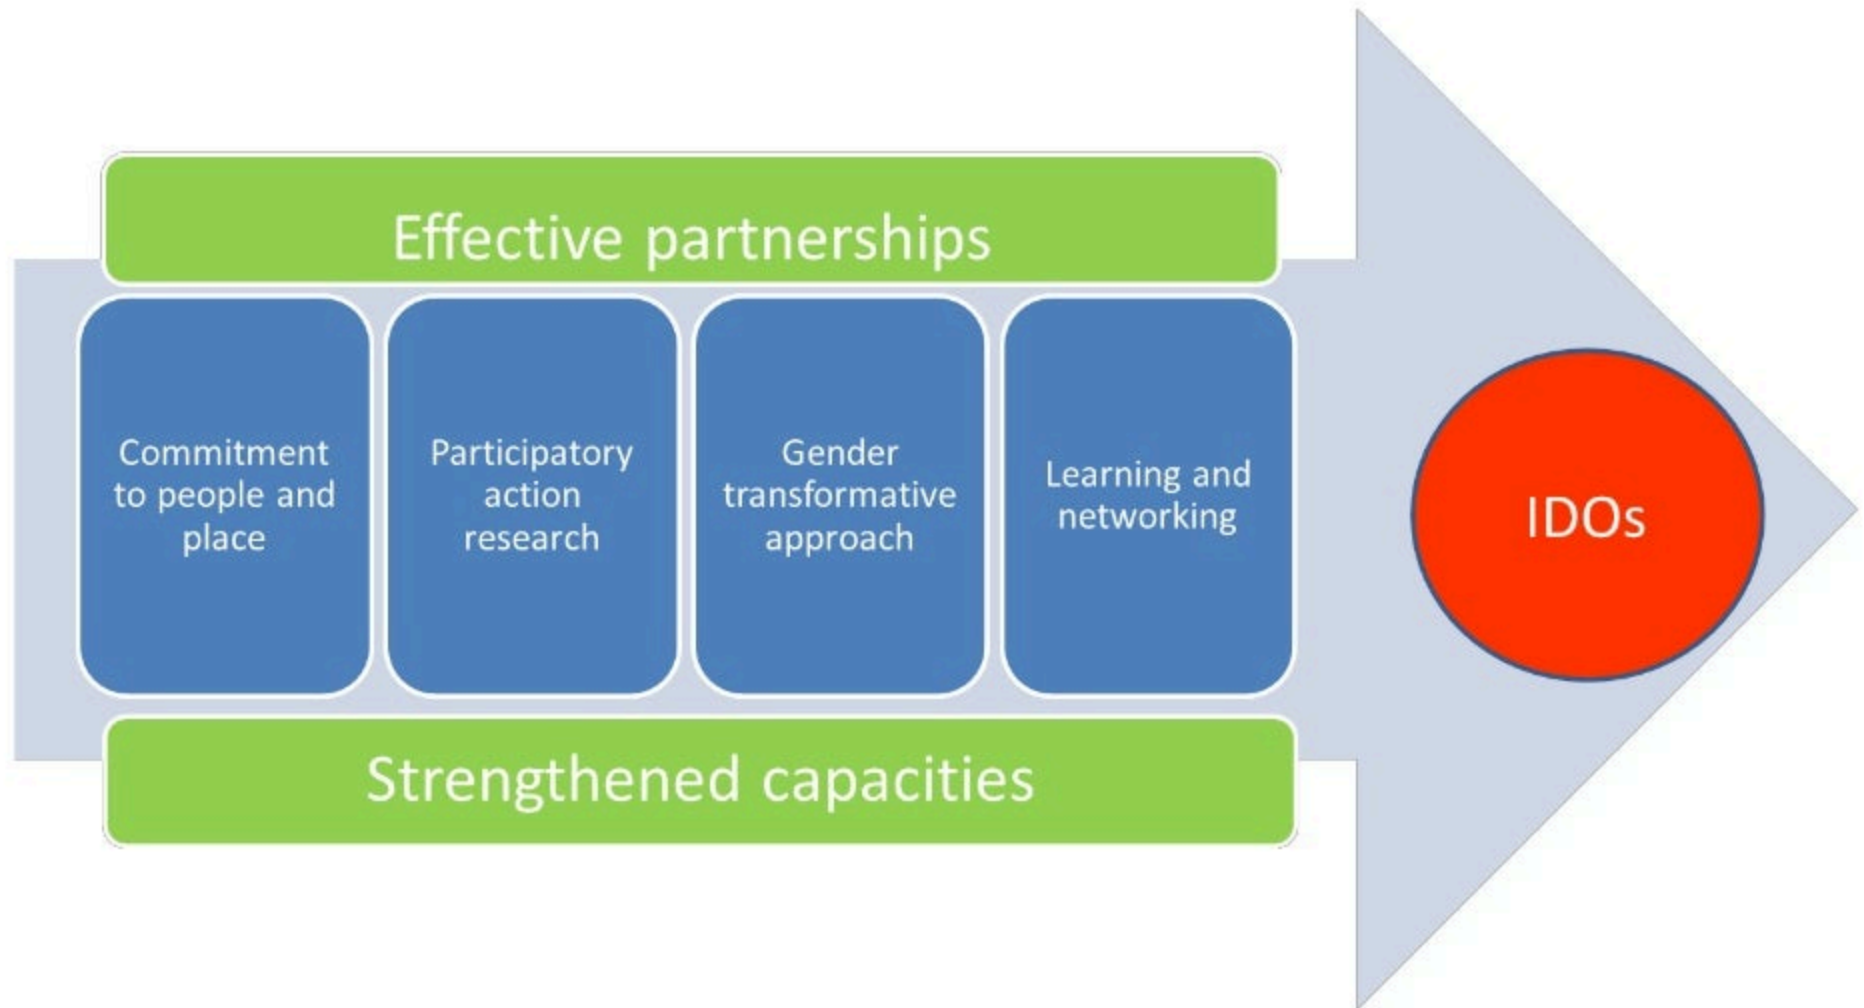 Effective partnerships
Commitment
to people and
place
Participatory
action
research
Gender
transformative
approach
Learning and
networking
IDOs
Strengthened capacities